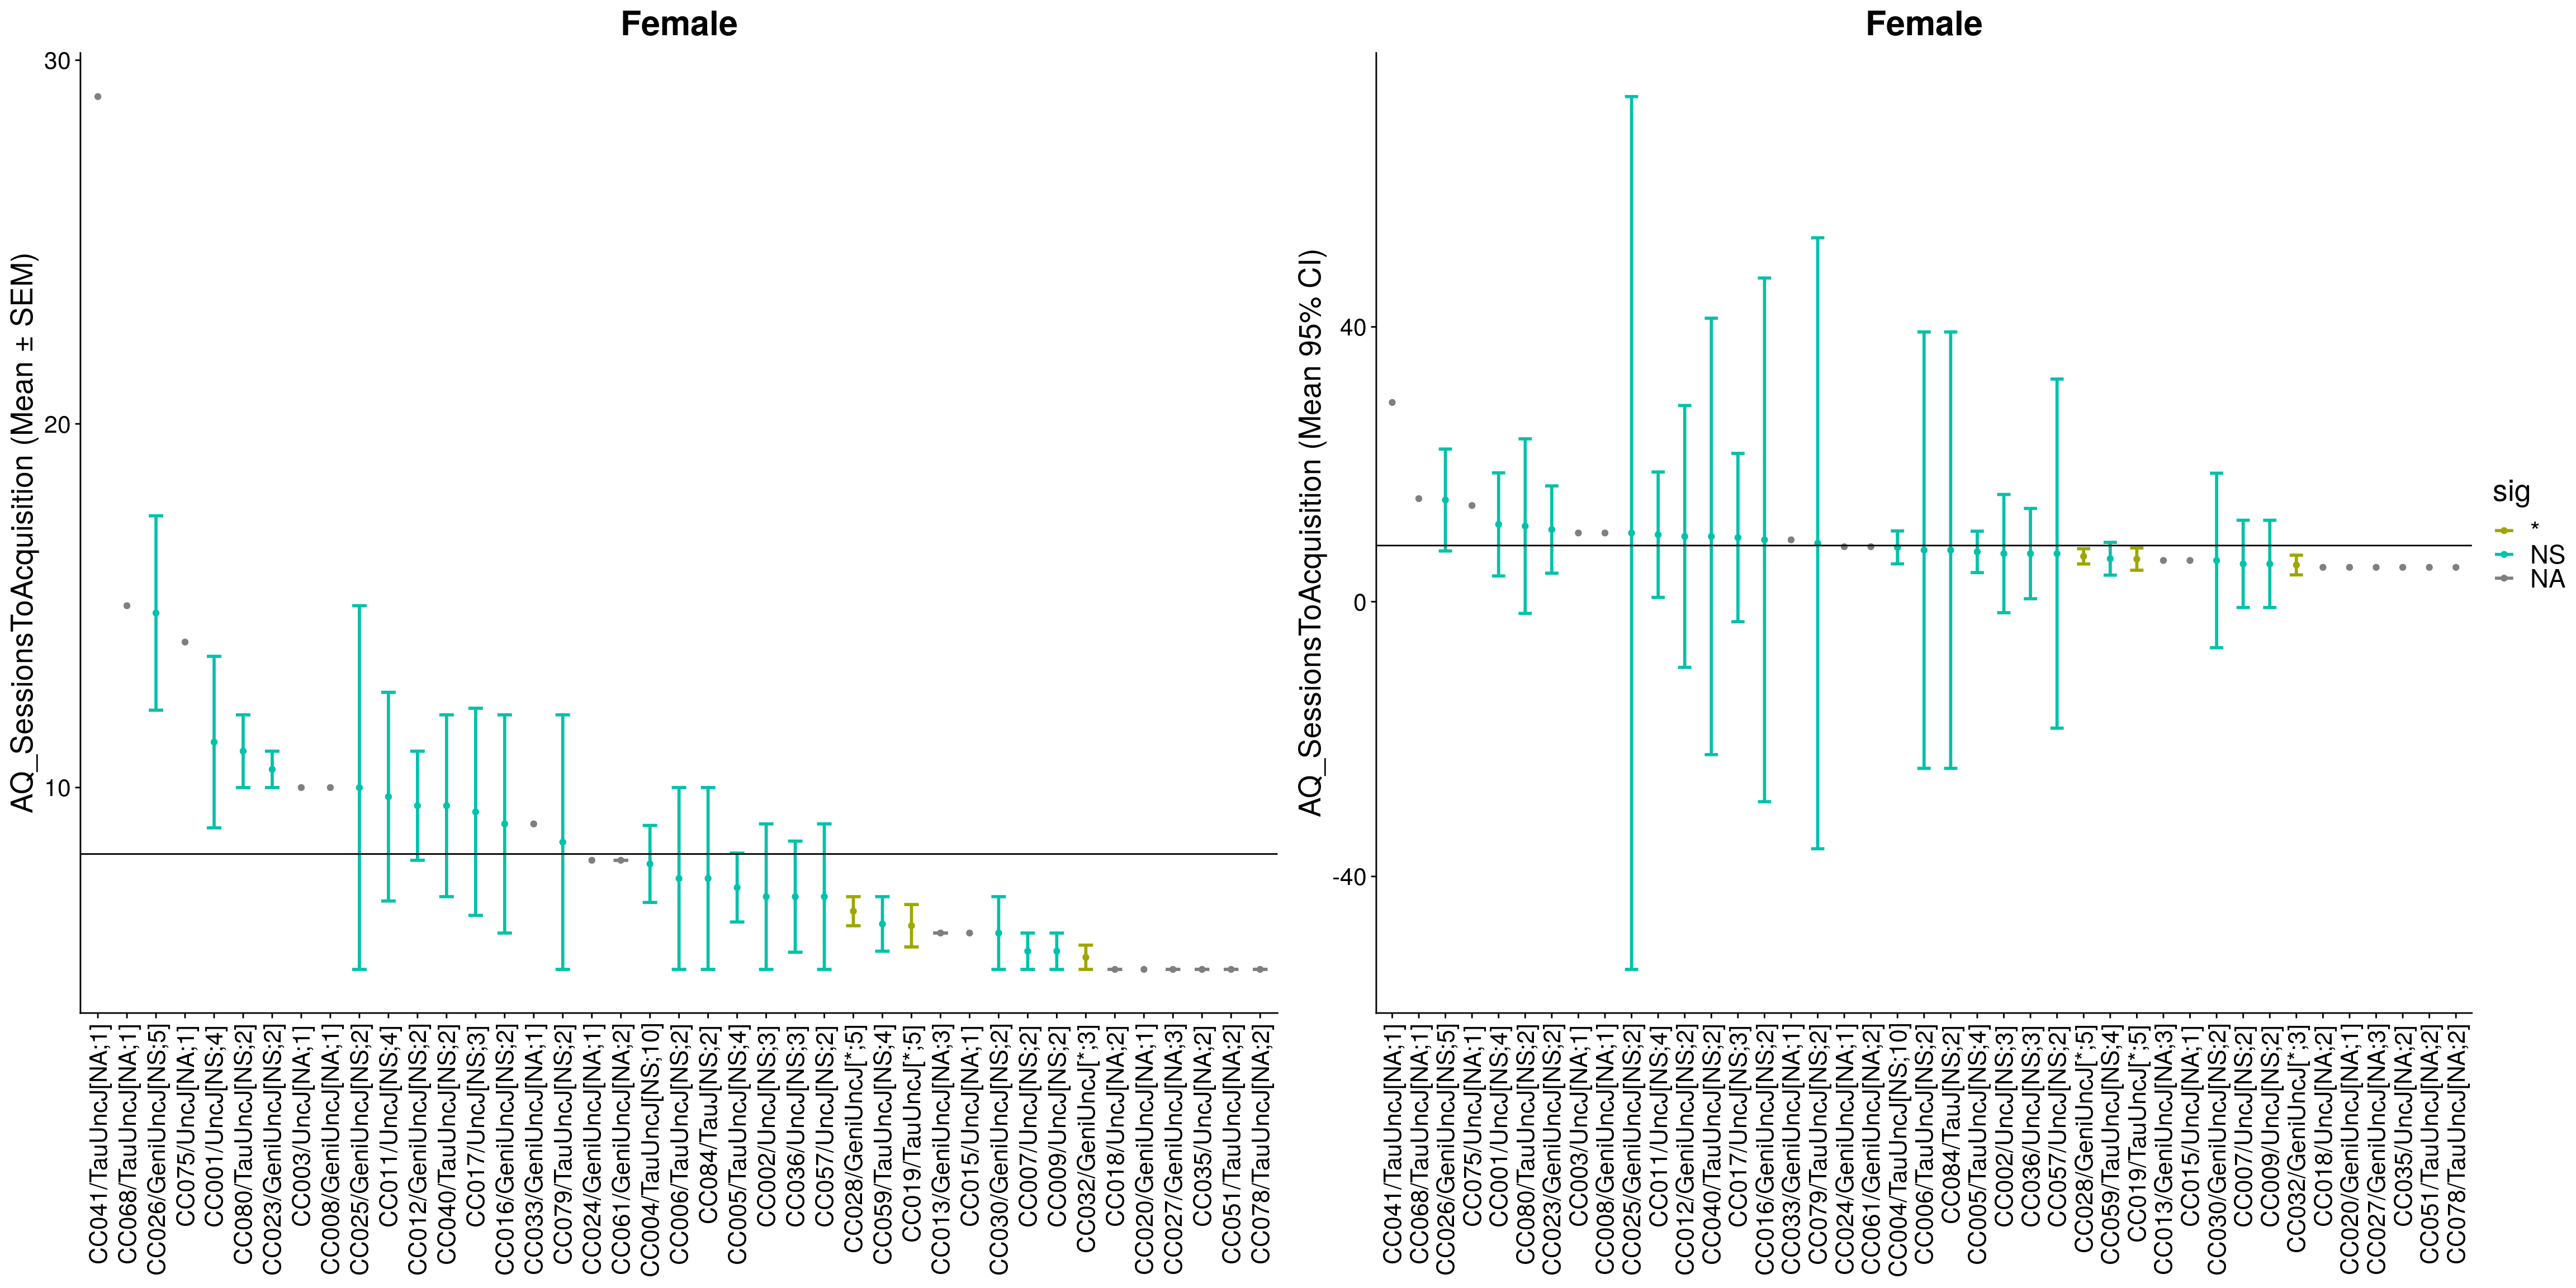 Female
AQ_SessionsToAcquisition (Mean ± SEM)
30
20
10
CC041/TauUncJ[NA;1]
CC068/TauUncJ[NA;1]
CC026/GeniUncJ[NS;5]
CC075/UncJ[NA;1]
CC001/UncJ[NS;4]
CC080/TauUncJ[NS;2]
CC023/GeniUncJ[NS;2]
CC003/UncJ[NA;1]
CC008/GeniUncJ[NA;1]
CC025/GeniUncJ[NS;2]
CC011/UncJ[NS;4]
CC012/GeniUncJ[NS;2]
CC040/TauUncJ[NS;2]
CC017/UncJ[NS;3]
CC016/GeniUncJ[NS;2]
CC033/GeniUncJ[NA;1]
CC079/TauUncJ[NS;2]
CC024/GeniUncJ[NA;1]
CC061/GeniUncJ[NA;2]
CC004/TauUncJ[NS;10]
CC006/TauUncJ[NS;2]
CC084/TauJ[NS;2]
CC005/TauUncJ[NS;4]
CC002/UncJ[NS;3]
CC036/UncJ[NS;3]
CC057/UncJ[NS;2]
CC028/GeniUncJ[*;5]
CC059/TauUncJ[NS;4]
CC019/TauUncJ[*;5]
CC013/GeniUncJ[NA;3]
CC015/UncJ[NA;1]
CC030/GeniUncJ[NS;2]
CC007/UncJ[NS;2]
CC009/UncJ[NS;2]
CC032/GeniUncJ[*;3]
CC018/UncJ[NA;2]
CC020/GeniUncJ[NA;1]
CC027/GeniUncJ[NA;3]
CC035/UncJ[NA;2]
CC051/TauUncJ[NA;2]
CC078/TauUncJ[NA;2]
Female
AQ_SessionsToAcquisition (Mean 95% CI)
40
0
-40
CC041/TauUncJ[NA;1]
CC068/TauUncJ[NA;1]
CC026/GeniUncJ[NS;5]
CC075/UncJ[NA;1]
CC001/UncJ[NS;4]
CC080/TauUncJ[NS;2]
CC023/GeniUncJ[NS;2]
CC003/UncJ[NA;1]
CC008/GeniUncJ[NA;1]
CC025/GeniUncJ[NS;2]
CC011/UncJ[NS;4]
CC012/GeniUncJ[NS;2]
CC040/TauUncJ[NS;2]
CC017/UncJ[NS;3]
CC016/GeniUncJ[NS;2]
CC033/GeniUncJ[NA;1]
CC079/TauUncJ[NS;2]
CC024/GeniUncJ[NA;1]
CC061/GeniUncJ[NA;2]
CC004/TauUncJ[NS;10]
CC006/TauUncJ[NS;2]
CC084/TauJ[NS;2]
CC005/TauUncJ[NS;4]
CC002/UncJ[NS;3]
CC036/UncJ[NS;3]
CC057/UncJ[NS;2]
CC028/GeniUncJ[*;5]
CC059/TauUncJ[NS;4]
CC019/TauUncJ[*;5]
CC013/GeniUncJ[NA;3]
CC015/UncJ[NA;1]
CC030/GeniUncJ[NS;2]
CC007/UncJ[NS;2]
CC009/UncJ[NS;2]
CC032/GeniUncJ[*;3]
CC018/UncJ[NA;2]
CC020/GeniUncJ[NA;1]
CC027/GeniUncJ[NA;3]
CC035/UncJ[NA;2]
CC051/TauUncJ[NA;2]
CC078/TauUncJ[NA;2]
sig
*
NS
NA